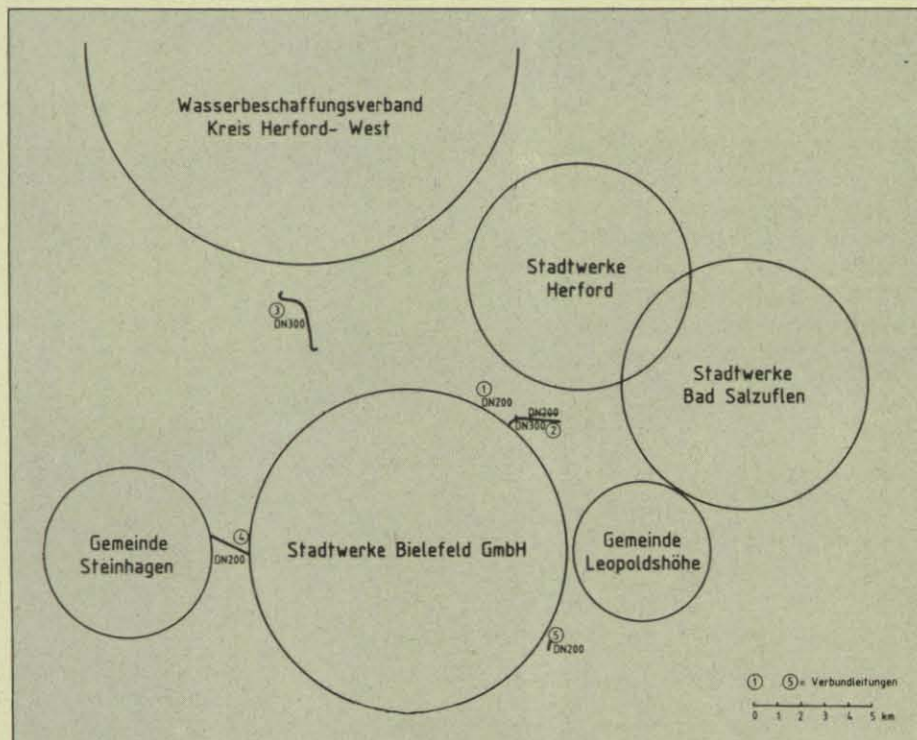 Wasserbeschaffungsverband
Kreis Herford- West
Stadtwerke
Herford
③
DN300
Stadtwerke
Bad Salzuflen
①
DN200
DN200
DN300 ②
Gemeinde
Steinhagen
④
DN200
Stadtwerke Bielefeld GmbH
Gemeinde
Leopoldshöhe
⑤
DN200
① ⑤= Verbundleitungen
0 1 2 3 4 5 km